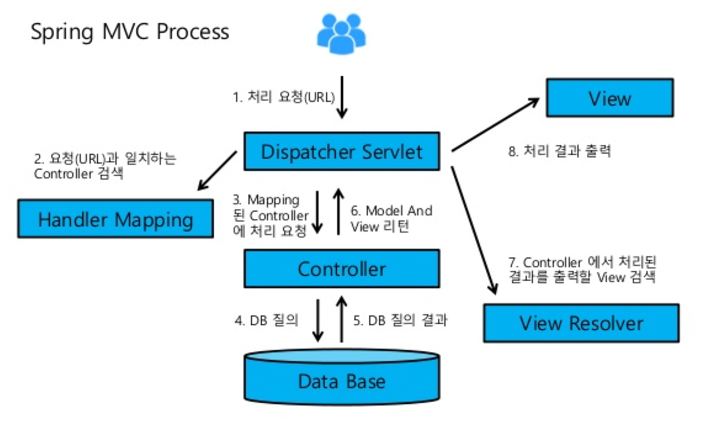 Spring MVC Process
1. 처리 요청(URL)
View
Dispatcher Servlet
8. 처리 결과 출력
2. 요청(URL)과 일치하는
Controller 검색
Handler Mapping
3. Mapping
된 Controller
에 처리 요청
6. Model And
View 리턴
Controller
7. Controller 에서 처리된
결과를 출력할 View 검색
View Resolver
4. DB 질의
5. DB 질의 결과
Data Base